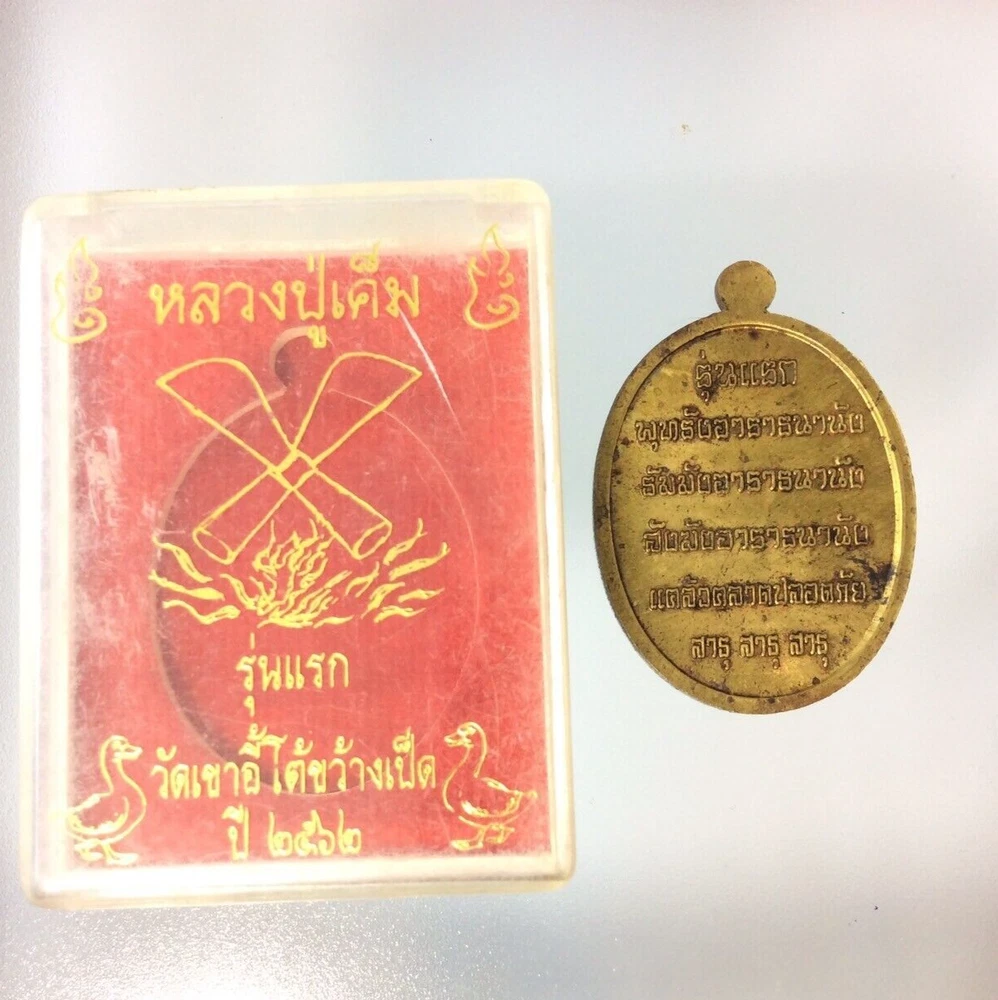 หลวงปู่เค็ม
รุ่นแรก
วัดเขาอี้โต้ขว้างเป็ด
ปี ๒๕๖๒
รุ่นแรก
พุทธังอาราธนานัง
ธัมมังอาราธนานัง
สังฆังอาราธนานัง
แคล้วคลาดปลอดภัย
สาธุ สาธุ สาธุ